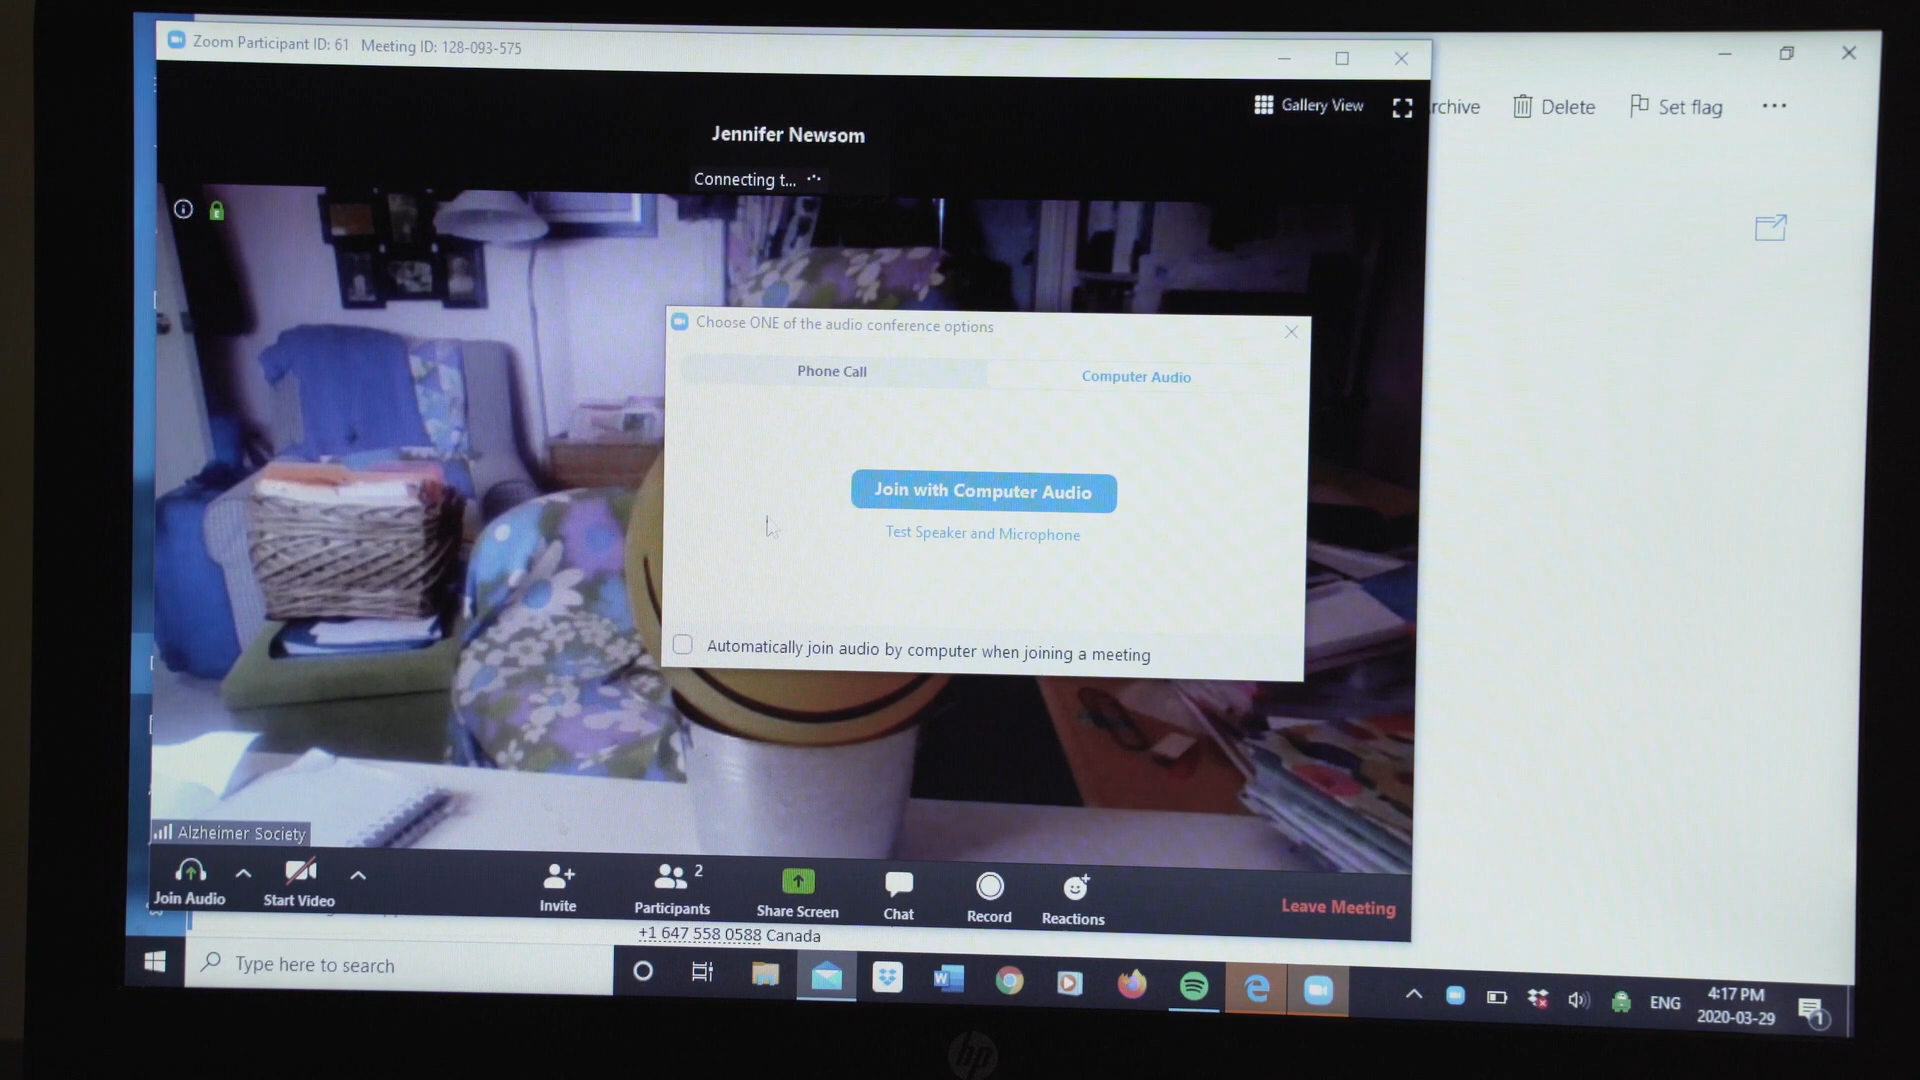 Zoom Participant ID: 61 Meeting ID: 128-093-575
Gallery View
rchive
Delete
Set flag
Jennifer Newsom
Connecting t...
Choose ONE of the audio conference options
Phone Call
Computer Audio
Join with Computer Audio
Test Speaker and Microphone
Automatically join audio by computer when joining a meeting
Alzheimer Society
Join Audio
Start Video
Invite
Participants 2
Share Screen
Chat
Record
Reactions
Leave Meeting
+1 647 558 0588 Canada
Type here to search
ENG
4:17 PM
2020-03-29
1
hp